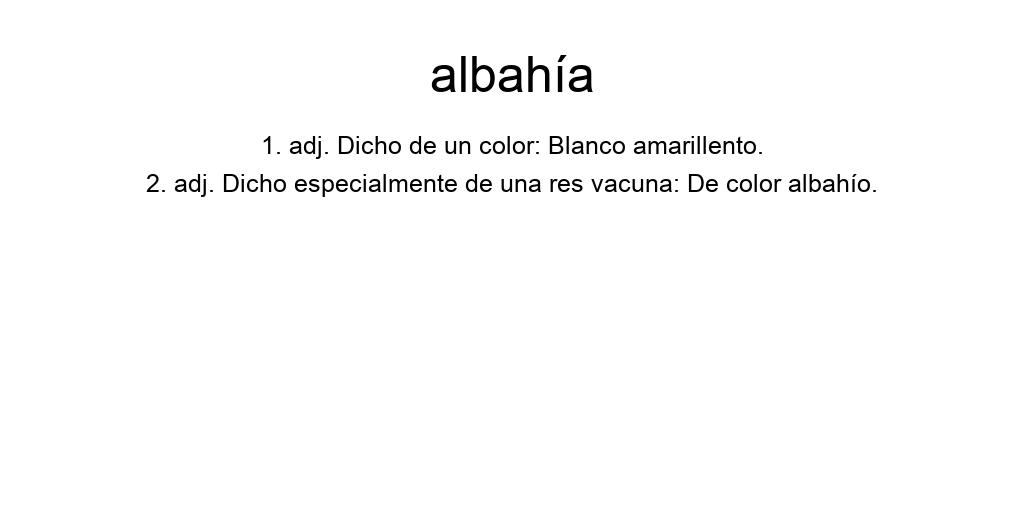 albahía
1. adj. Dicho de un color: Blanco amarillento.
2. adj. Dicho especialmente de una res vacuna: De color albahío.